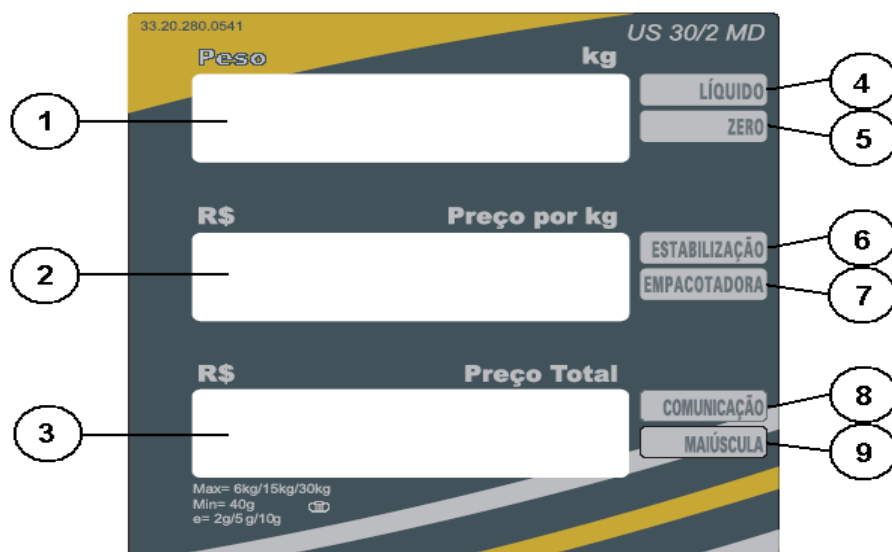 33.20.280.0541
US 30/2 MD
Peso kg
1
LÍQUIDO
4
ZERO
5
R$ Preço por kg
2
ESTABILIZAÇÃO
6
EMPACOTADORA
7
R$ Preço Total
3
COMUNICAÇÃO
8
MAIÚSCULA
9
Max= 6kg/15kg/30kg
Min= 40g
e= 2g/5g/10g